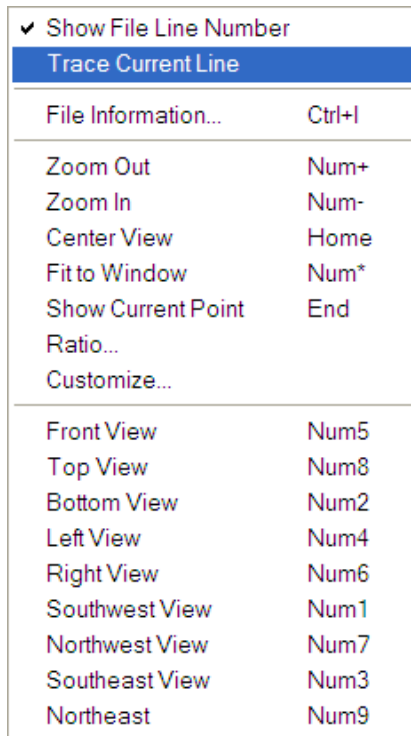 ✔ Show File Line Number
Trace Current Line
File Information... Ctrl+I
Zoom Out Num+
Zoom In Num-
Center View Home
Fit to Window Num*
Show Current Point End
Ratio...
Customize...
Front View Num5
Top View Num8
Bottom View Num2
Left View Num4
Right View Num6
Southwest View Num1
Northwest View Num7
Southeast View Num3
Northeast Num9